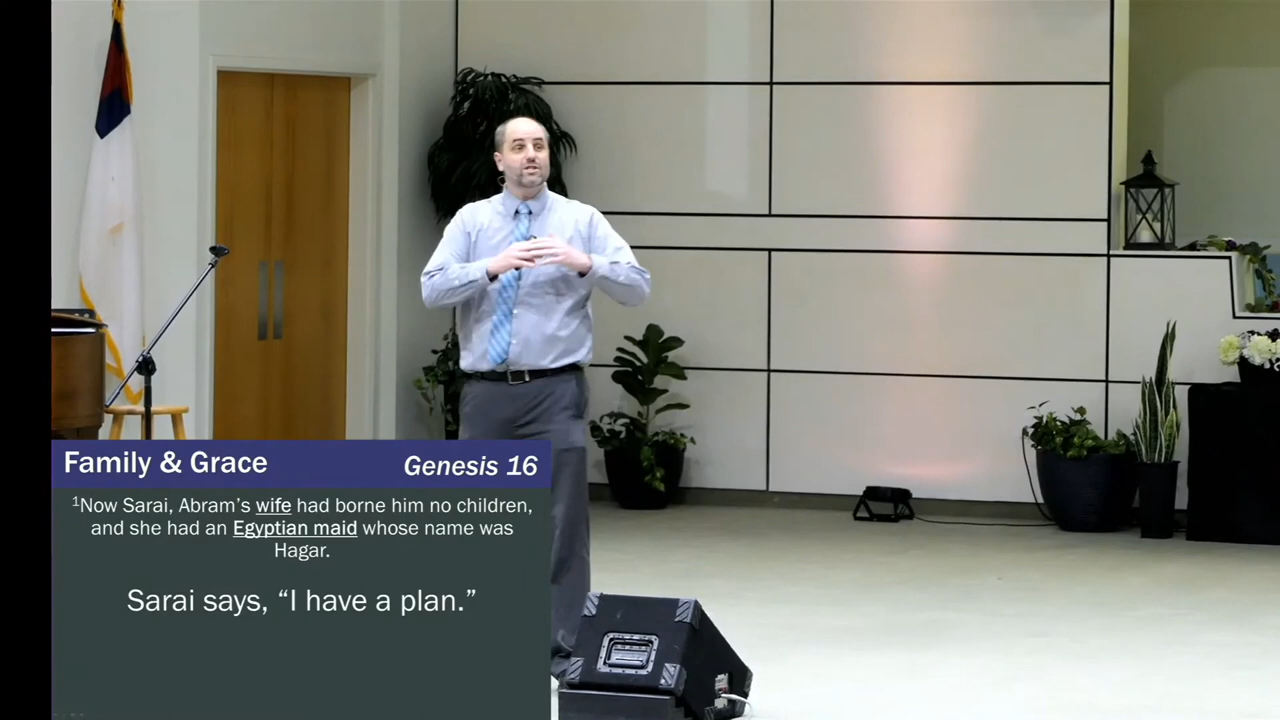 Family & Grace
Genesis 16
¹Now Sarai, Abram's wife had borne him no children,
and she had an Egyptian maid whose name was
Hagar.
Sarai says, “I have a plan.”